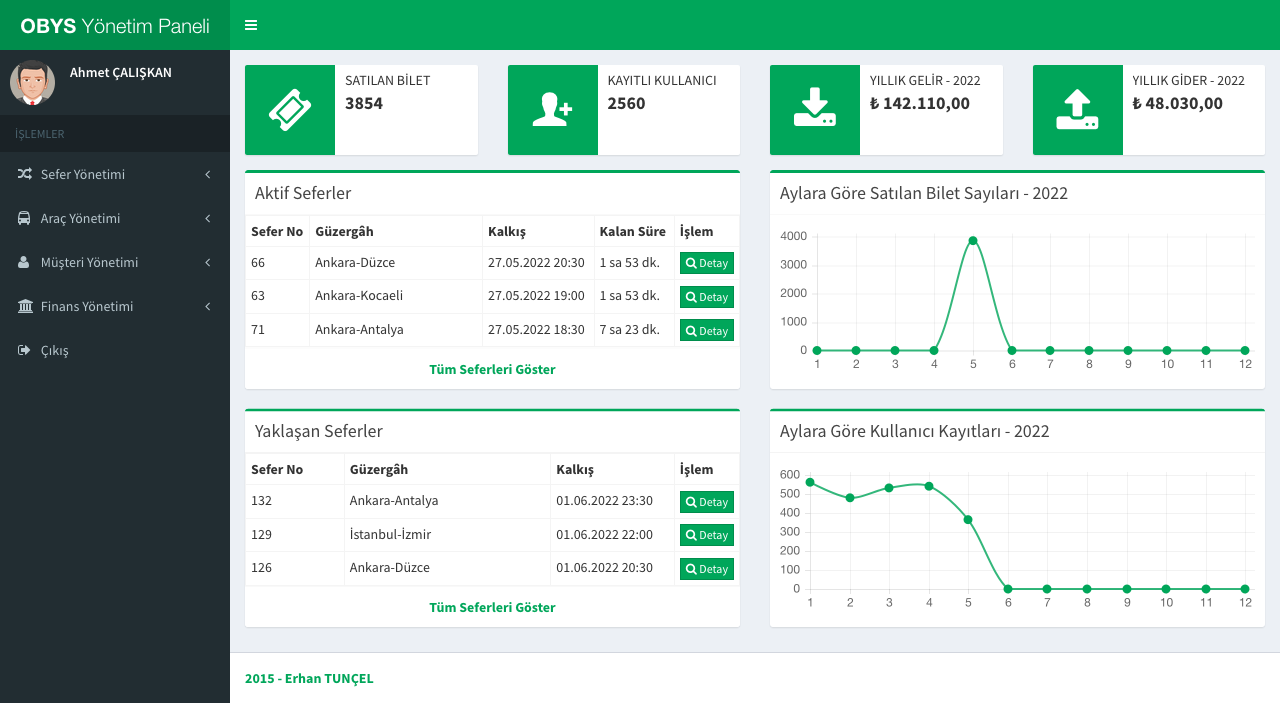 OBYS Yönetim Paneli
Ahmet ÇALIŞKAN
İŞLEMLER
Sefer Yönetimi
Araç Yönetimi
Müşteri Yönetimi
Finans Yönetimi
Çıkış
SATILAN BİLET
3854
KAYITLI KULLANICI
2560
YILLIK GELİR - 2022
₺ 142.110,00
YILLIK GİDER - 2022
₺ 48.030,00
Aktif Seferler
Sefer No Güzergâh Kalkış Kalan Süre İşlem
66 Ankara-Düzce 27.05.2022 20:30 1 sa 53 dk. Detay
63 Ankara-Kocaeli 27.05.2022 19:00 1 sa 53 dk. Detay
71 Ankara-Antalya 27.05.2022 18:30 7 sa 23 dk. Detay
Tüm Seferleri Göster
Aylara Göre Satılan Bilet Sayıları - 2022
4000
3000
2000
1000
0
1 2 3 4 5 6 7 8 9 10 11 12
Yaklaşan Seferler
Sefer No Güzergâh Kalkış İşlem
132 Ankara-Antalya 01.06.2022 23:30 Detay
129 İstanbul-İzmir 01.06.2022 22:00 Detay
126 Ankara-Düzce 01.06.2022 20:30 Detay
Tüm Seferleri Göster
Aylara Göre Kullanıcı Kayıtları - 2022
600
500
400
300
200
100
0
1 2 3 4 5 6 7 8 9 10 11 12
2015 - Erhan TUNÇEL